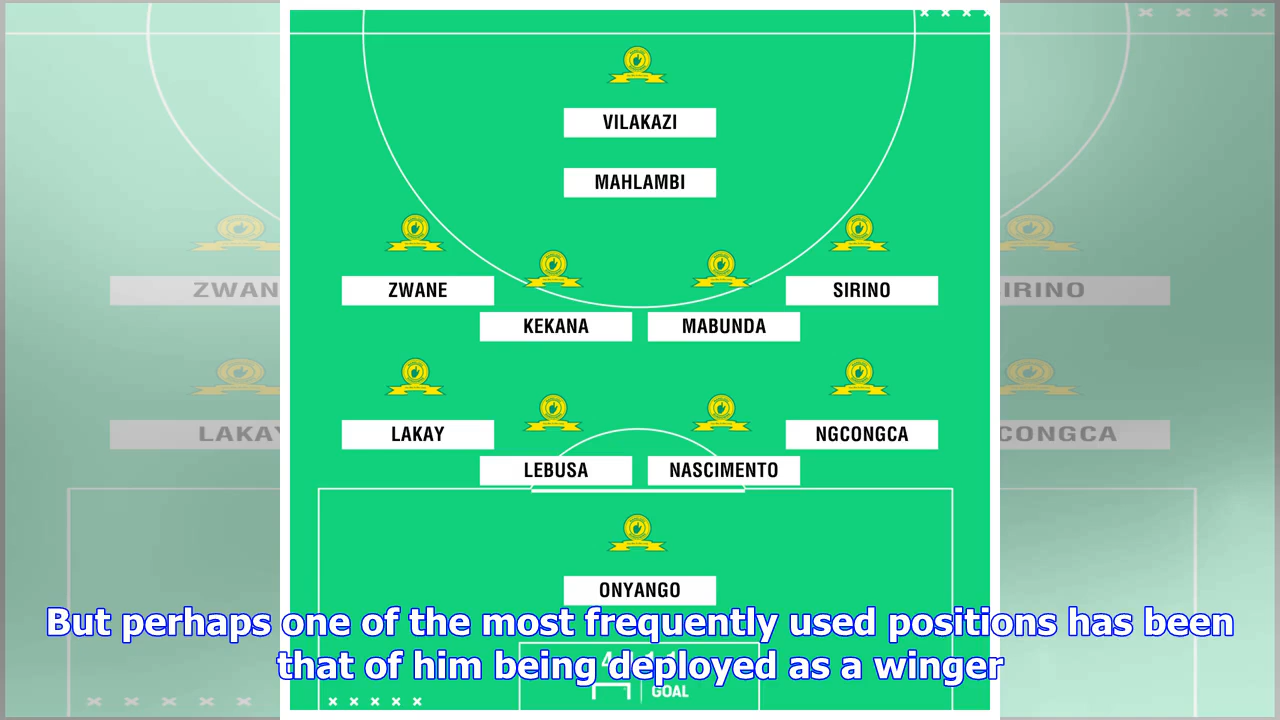 VILAKAZI
MAHLAMBI
ZWANE
SIRINO
KEKANA
MABUNDA
LAKAY
NGCONGCA
LEBUSA
NASCIMENTO
ONYANGO
But perhaps one of the most frequently used positions has been
that of him being deployed as a winger
GOAL